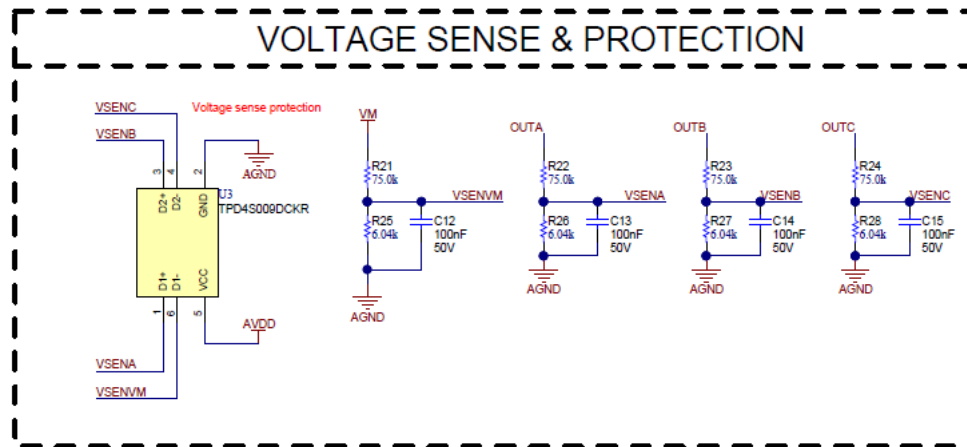 VOLTAGE SENSE & PROTECTION
VSENC
Voltage sense protection
VSENB
AGND
3
4
2
U3
TPD4S009DCKR
D2+
D2-
GND
D1+
D1-
VCC
1
6
5
AVDD
VSENA
VSENVM
VM
R21
75.0k
VSENVM
R25
6.04k
C12
100nF
50V
AGND
OUTA
R22
75.0k
VSENA
R26
6.04k
C13
100nF
50V
AGND
OUTB
R23
75.0k
VSENB
R27
6.04k
C14
100nF
50V
AGND
OUTC
R24
75.0k
VSENC
R28
6.04k
C15
100nF
50V
AGND